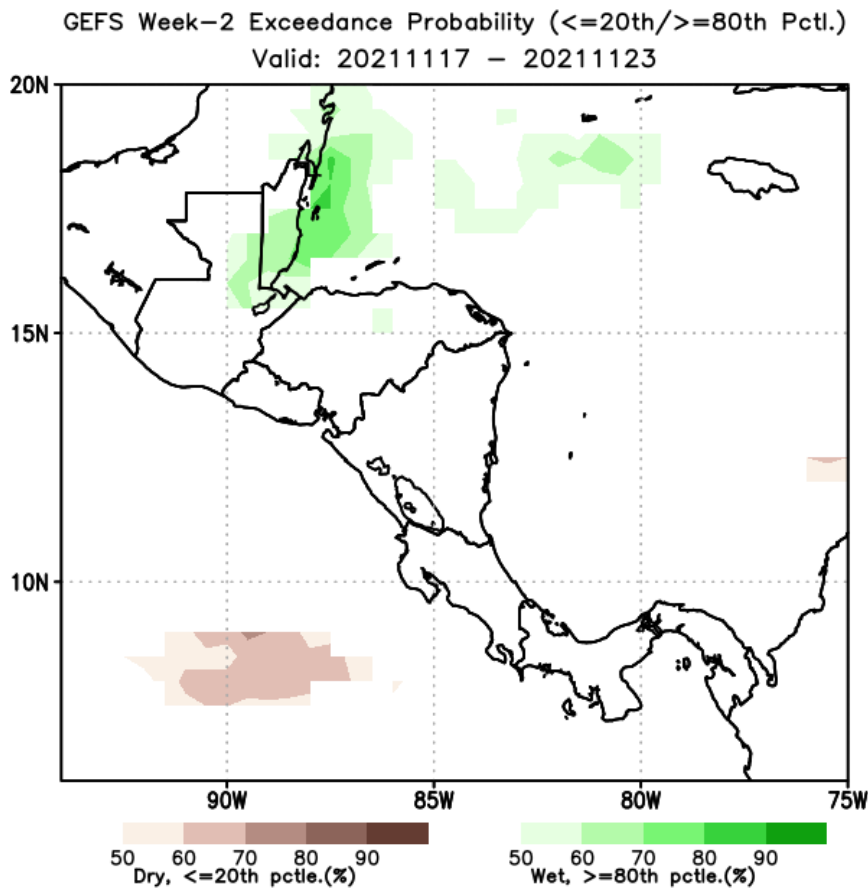 GEFS Week-2 Exceedance Probability (<=20th/>=80th Pctl.)
Valid: 20211117 - 20211123
20N
15N
10N
90W 85W 80W 75W
50 60 70 80 90 50 60 70 80 90
Dry, <=20th pctle.(%) Wet, >=80th pctle.(%)